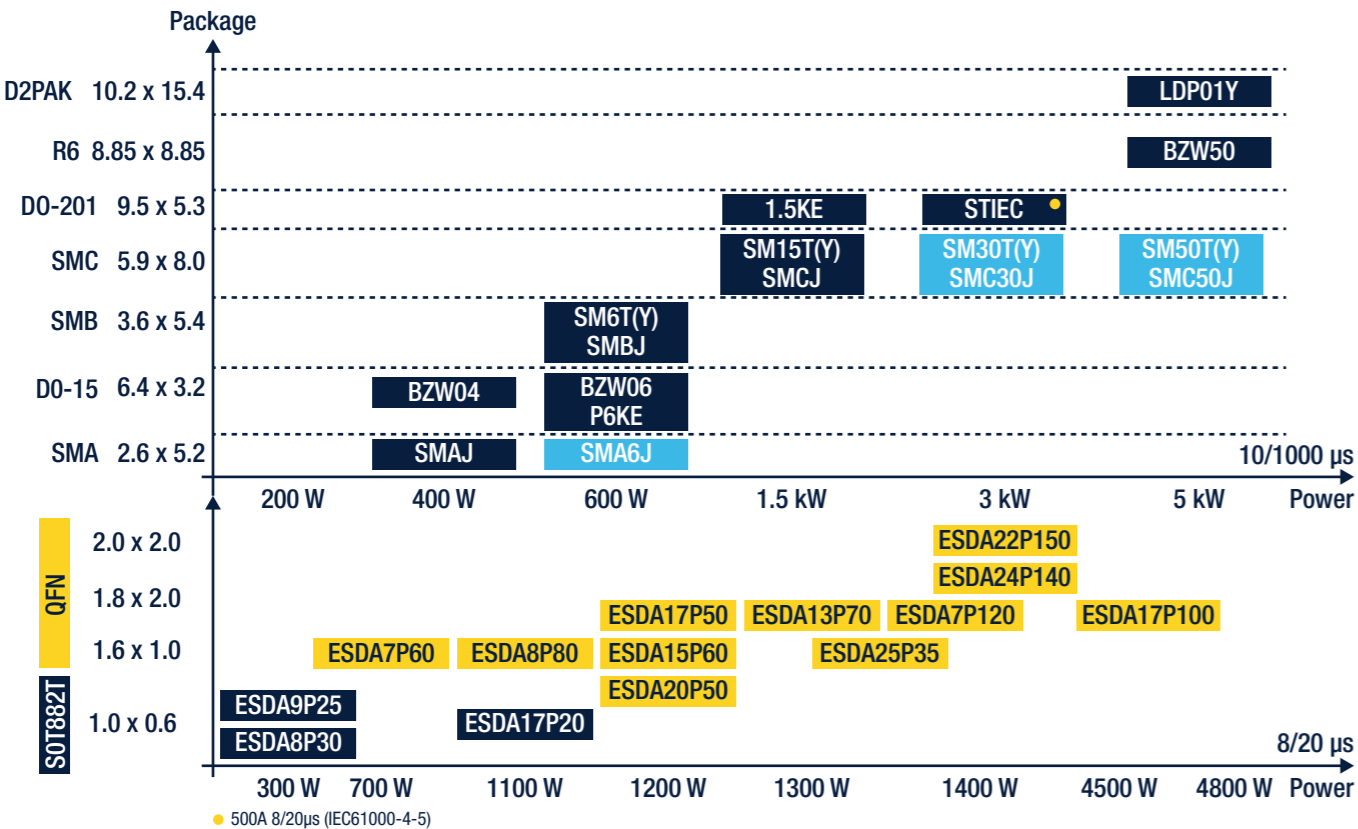 Package
D2PAK 10.2 x 15.4
LDP01Y
R6 8.85 x 8.85
BZW50
DO-201 9.5 x 5.3
1.5KE
STIEC
SMC 5.9 x 8.0
SM15T(Y)
SMCJ
SM30T(Y)
SMC30J
SM50T(Y)
SMC50J
SMB 3.6 x 5.4
SM6T(Y)
SMBJ
DO-15 6.4 x 3.2
BZW04
BZW06
P6KE
SMA 2.6 x 5.2
SMAJ
SMA6J
10/1000 µs
200 W 400 W 600 W 1.5 kW 3 kW 5 kW Power
QFN
2.0 x 2.0
ESDA22P150
ESDA24P140
1.8 x 2.0
ESDA17P50 ESDA13P70 ESDA7P120 ESDA17P100
1.6 x 1.0
ESDA7P60 ESDA8P80 ESDA15P60 ESDA25P35
ESDA20P50
SOT882T
1.0 x 0.6
ESDA9P25
ESDA8P30
ESDA17P20
8/20 µs
300 W 700 W 1100 W 1200 W 1300 W 1400 W 4500 W 4800 W Power
500A 8/20µs (IEC61000-4-5)